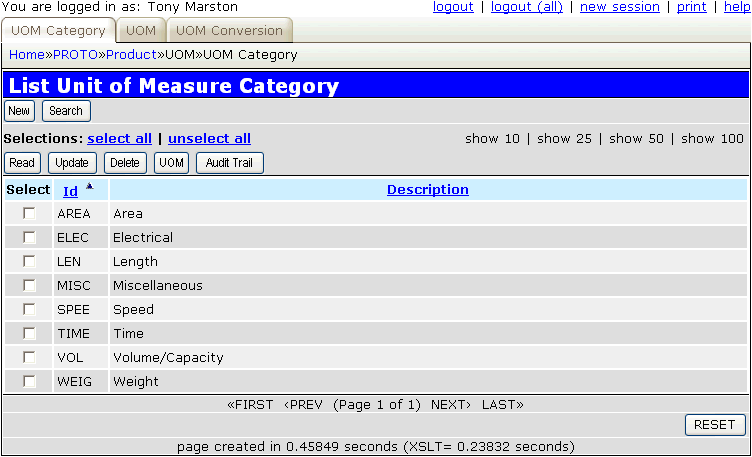 You are logged in as: Tony Marston logout | logout (all) | new session | print | help
UOM Category UOM UOM Conversion
Home»PROTO»Product»UOM»UOM Category
List Unit of Measure Category
New Search
Selections: select all | unselect all show 10 | show 25 | show 50 | show 100
Read Update Delete UOM Audit Trail
Select Id Description
AREA Area
ELEC Electrical
LEN Length
MISC Miscellaneous
SPEE Speed
TIME Time
VOL Volume/Capacity
WEIG Weight
«FIRST ‹PREV (Page 1 of 1) NEXT› LAST»
RESET
page created in 0.45849 seconds (XSLT= 0.23832 seconds)